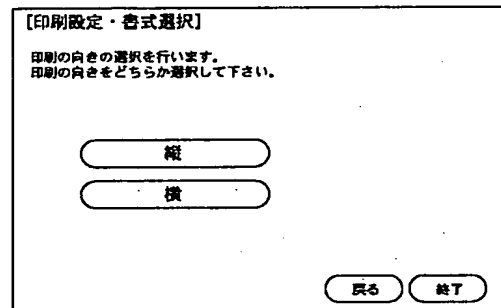 [印刷設定・書式選択]
印刷の向きの選択を行います。
印刷の向きをどちらか選択して下さい。
縦
横
戻る 終了